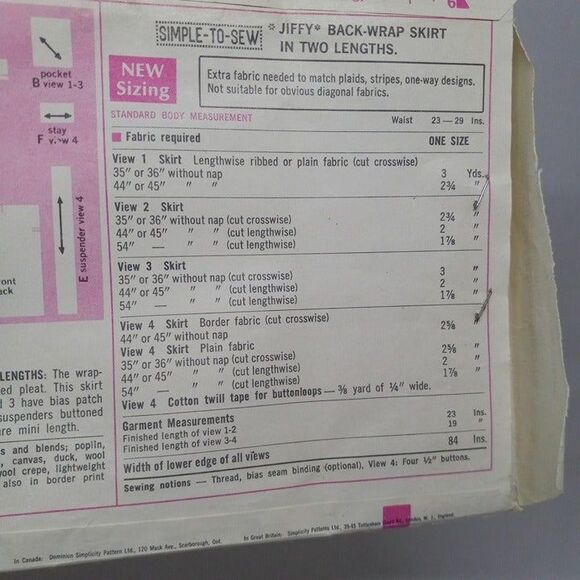 pocket
B view 1-3
stay
F view 4
E suspender view 4
ront
ack
LENGTHS: The wrap-
ed pleat. This skirt
d 3 have bias patch
suspenders buttoned
are mini length.
s and blends; poplin,
, canvas, duck, wool
wool crepe, lightweight
also in border print
SIMPLE-TO-SEW *JIFFY* BACK-WRAP SKIRT
IN TWO LENGTHS.
NEW
Sizing
Extra fabric needed to match plaids, stripes, one-way designs.
Not suitable for obvious diagonal fabrics.
STANDARD BODY MEASUREMENT Waist 23 — 29 Ins.
Fabric required ONE SIZE
View 1 Skirt Lengthwise ribbed or plain fabric (cut crosswise)
35" or 36" without nap 3 Yds.
44" or 45" " " 2¾ "
View 2 Skirt
35" or 36" without nap (cut crosswise) 2¾ "
44" or 45" " " (cut lengthwise) 2 "
54" — " " (cut lengthwise) 1⅞ "
View 3 Skirt
35" or 36" without nap (cut crosswise) 3 "
44" or 45" " " (cut lengthwise) 2 "
54" — " " (cut lengthwise) 1⅞ "
View 4 Skirt Border fabric (cut crosswise)
44" or 45" without nap 2⅝ "
View 4 Skirt Plain fabric
35" or 36" without nap (cut crosswise) 2⅝ "
44" or 45" " " (cut lengthwise) 2 "
54" — " " (cut lengthwise) 1⅞ "
View 4 Cotton twill tape for buttonloops — ⅜ yard of ¼" wide.
Garment Measurements
Finished length of view 1-2 23 Ins.
Finished length of view 3-4 19 "
Width of lower edge of all views 84 Ins.
Sewing notions — Thread, bias seam binding (optional), View 4: Four ½" buttons.
In Canada: Dominion Simplicity Pattern Ltd., 120 Mack Ave., Scarborough, Ont. In Great Britain: Simplicity Patterns Ltd., 39-45 Tottenham Court Rd., London, W. 1., England